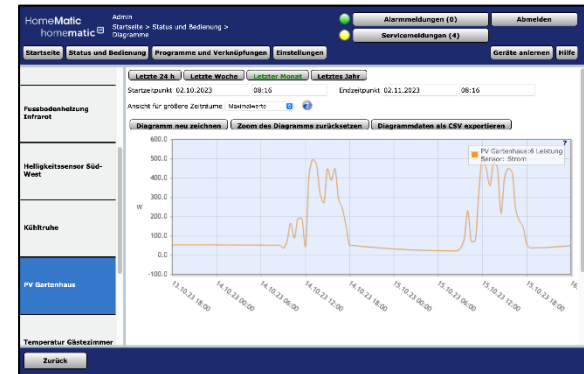 HomeMatic
homematic IP
Admin
Startseite > Status und Bedienung >
Diagramme
Alarmmeldungen (0)
Abmelden
Servicemeldungen (4)
Startseite
Status und Bedienung
Programme und Verknüpfungen
Einstellungen
Geräte anlernen
Hilfe
Letzte 24 h
Letzte Woche
Letzter Monat
Letztes Jahr
Startzeitpunkt 02.10.2023 08:16 Endzeitpunkt 02.11.2023 08:16
Ansicht für größere Zeiträume Maximalwerte ?
Diagramm neu zeichnen
Zoom des Diagramms zurücksetzen
Diagrammdaten als CSV exportieren
Fussbodenheizung
Infrarot
Helligkeitssensor Süd-
West
Kühltruhe
PV Gartenhaus
Temperatur Gästezimmer
?
PV Gartenhaus:6 Leistung
Sensor: Strom
W
600.0
500.0
400.0
300.0
200.0
100.0
0.0
-100.0
13.10.23 18:00
14.10.23 00:00
14.10.23 06:00
14.10.23 12:00
14.10.23 18:00
15.10.23 00:00
15.10.23 06:00
15.10.23 12:00
15.10.23 18:00
16.
Zurück